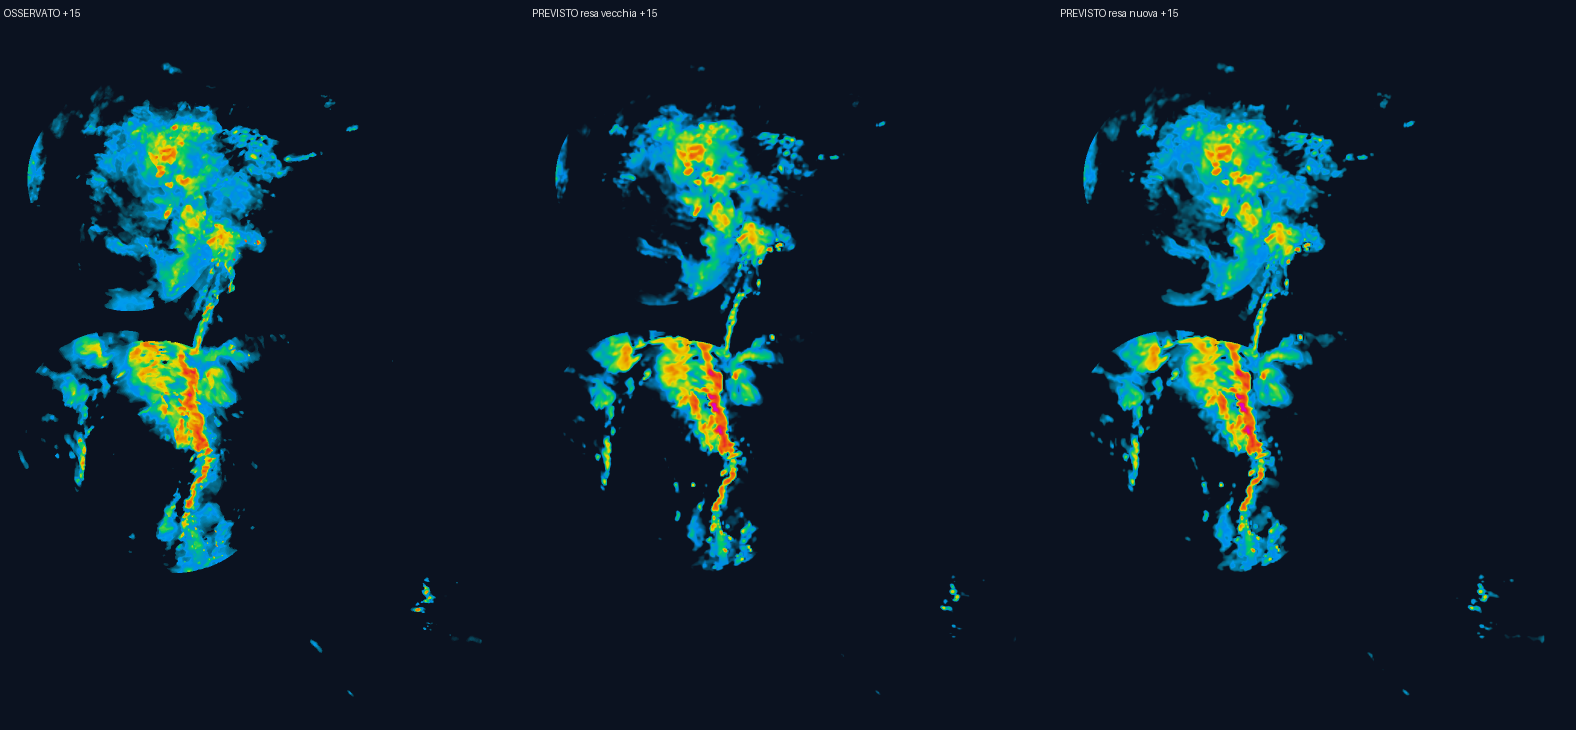 OSSERVATO +15
PREVISTO resa vecchia +15
PREVISTO resa nuova +15